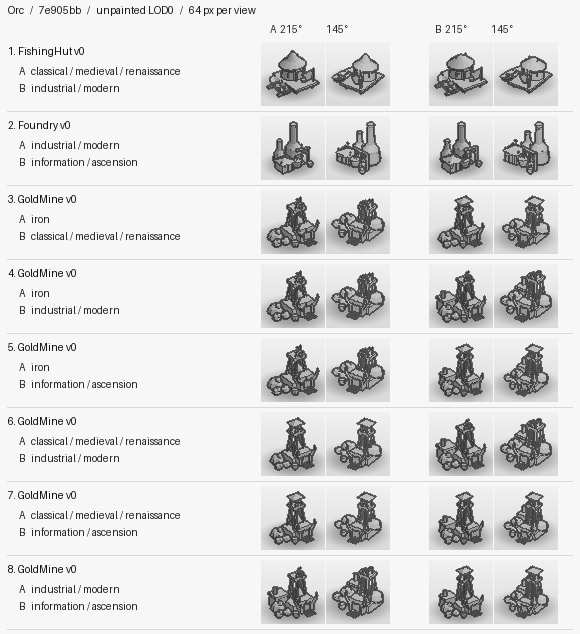 Orc / 7e905bb / unpainted LOD0 / 64 px per view
A 215° 145° B 215° 145°
1. FishingHut v0
A classical / medieval / renaissance
B industrial / modern
2. Foundry v0
A industrial / modern
B information / ascension
3. GoldMine v0
A iron
B classical / medieval / renaissance
4. GoldMine v0
A iron
B industrial / modern
5. GoldMine v0
A iron
B information / ascension
6. GoldMine v0
A classical / medieval / renaissance
B industrial / modern
7. GoldMine v0
A classical / medieval / renaissance
B information / ascension
8. GoldMine v0
A industrial / modern
B information / ascension